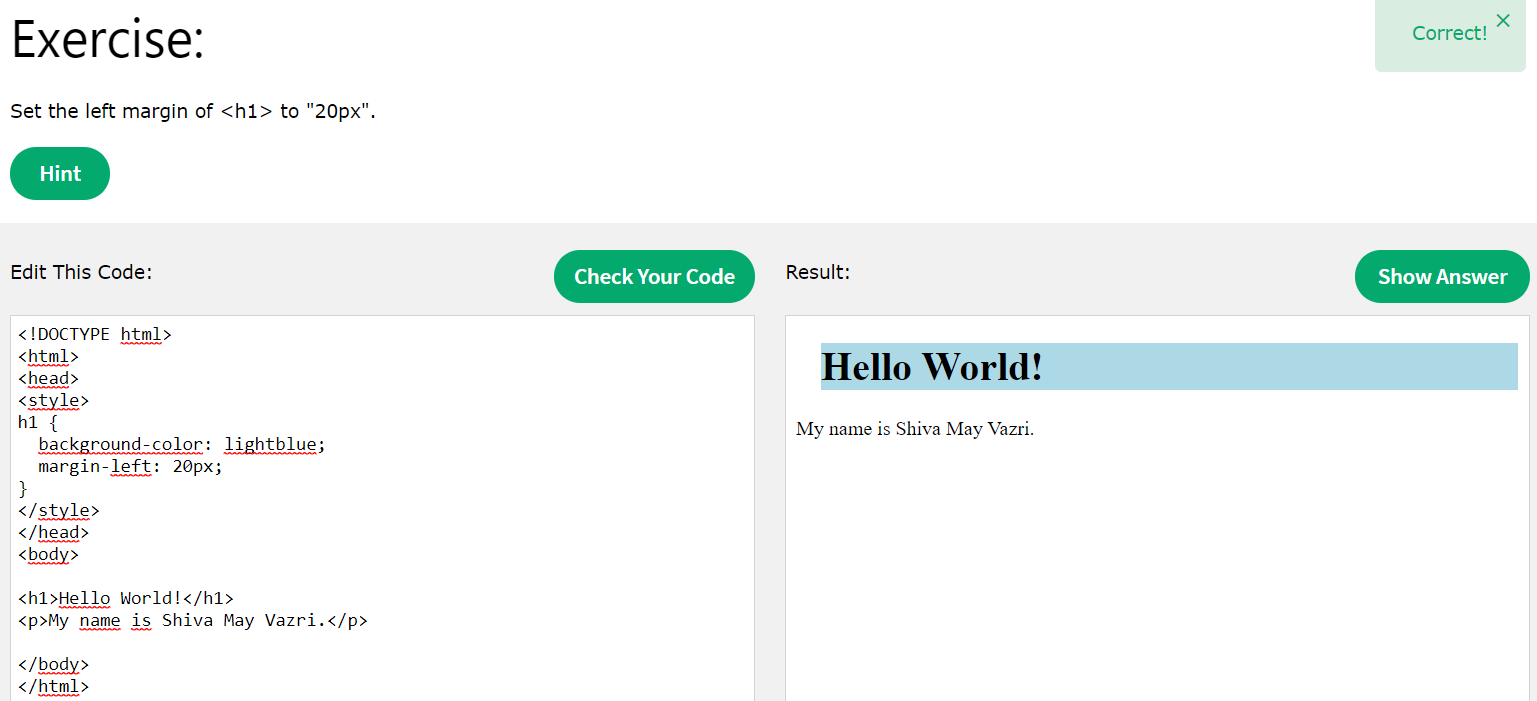 Exercise:
Correct!
×
Set the left margin of <h1> to "20px".
Hint
Edit This Code:
Check Your Code
<!DOCTYPE html>
<html>
<head>
<style>
h1 {
  background-color: lightblue;
  margin-left: 20px;
}
</style>
</head>
<body>

<h1>Hello World!</h1>
<p>My name is Shiva May Vazri.</p>

</body>
</html>
Result:
Show Answer
Hello World!
My name is Shiva May Vazri.